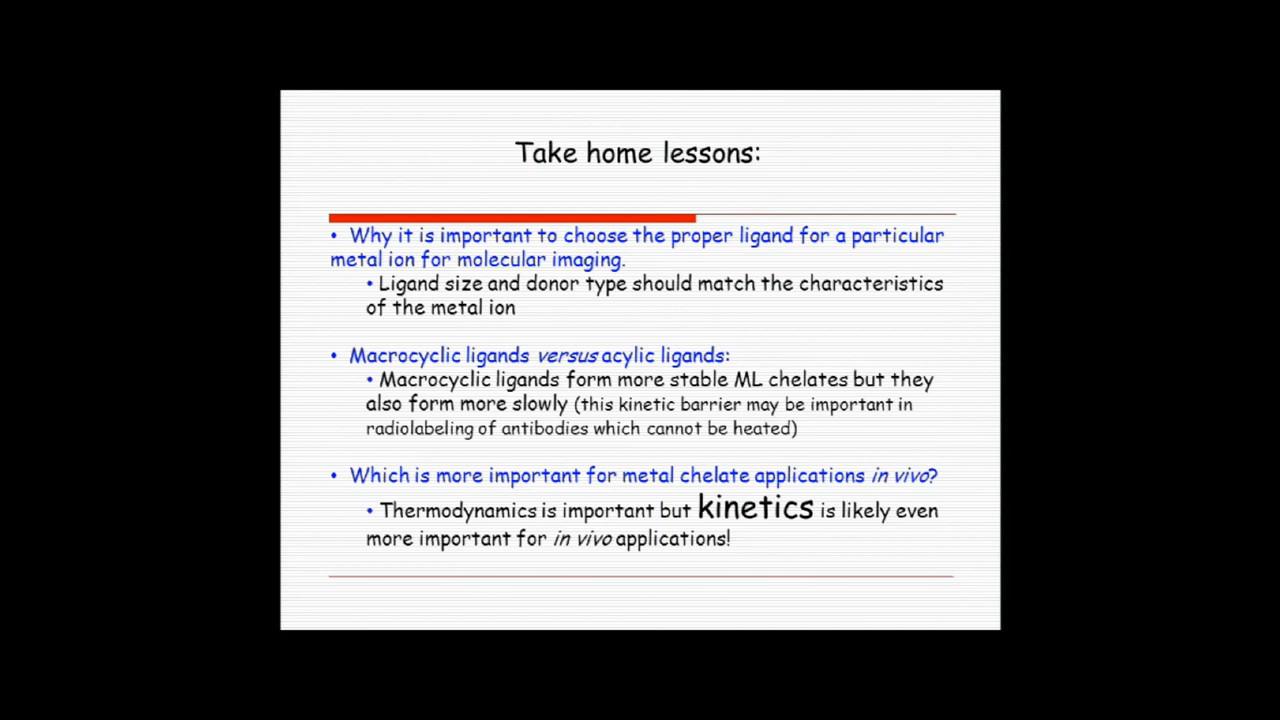 Take home lessons:
• Why it is important to choose the proper ligand for a particular
metal ion for molecular imaging.
• Ligand size and donor type should match the characteristics
of the metal ion
• Macrocyclic ligands versus acylic ligands:
• Macrocyclic ligands form more stable ML chelates but they
also form more slowly (this kinetic barrier may be important in
radiolabeling of antibodies which cannot be heated)
• Which is more important for metal chelate applications in vivo?
• Thermodynamics is important but kinetics is likely even
more important for in vivo applications!